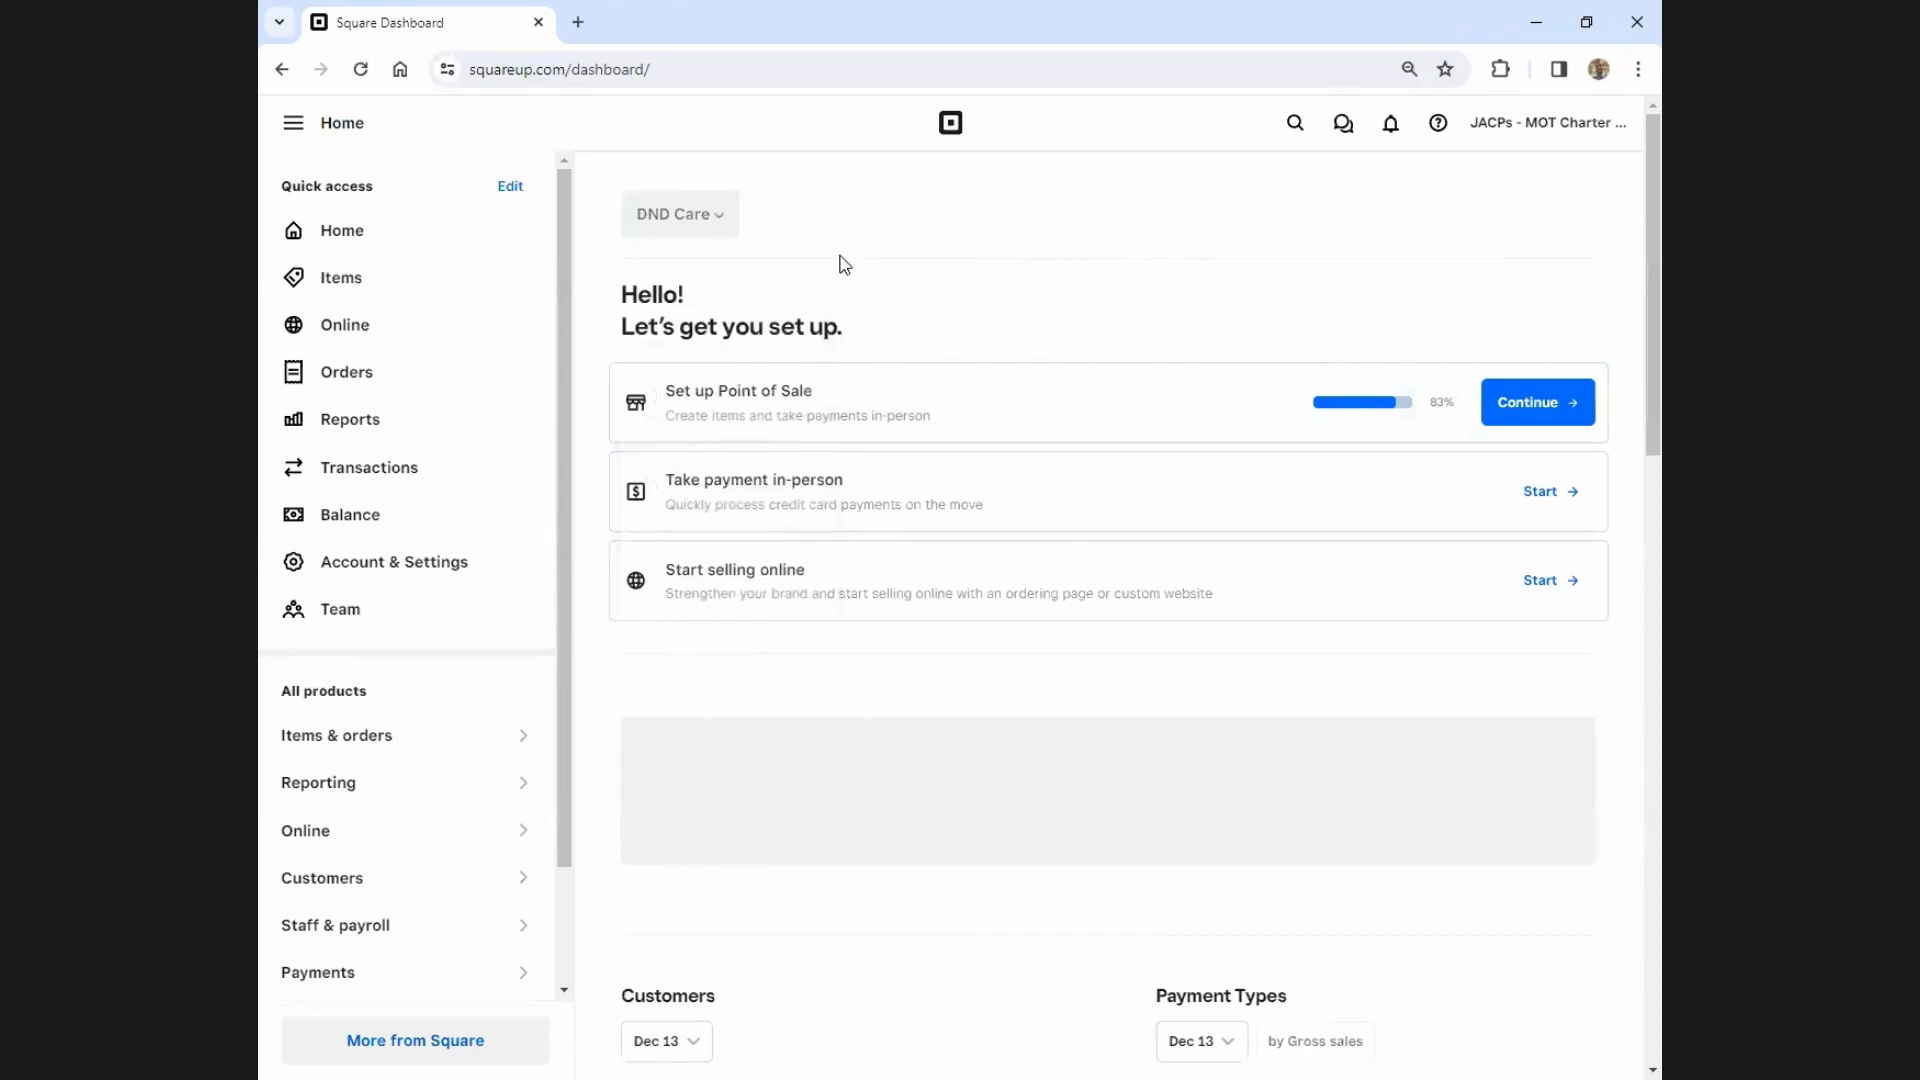 Square Dashboard
squareup.com/dashboard/
Home
JACPs - MOT Charter ...
Quick access
Edit
Home
Items
Online
Orders
Reports
Transactions
Balance
Account & Settings
Team
All products
Items & orders
Reporting
Online
Customers
Staff & payroll
Payments
More from Square
DND Care
Hello!
Let's get you set up.
Set up Point of Sale
Create items and take payments in-person
83%
Continue →
Take payment in-person
Quickly process credit card payments on the move
Start →
Start selling online
Strengthen your brand and start selling online with an ordering page or custom website
Start →
Customers
Dec 13
Payment Types
Dec 13
by Gross sales